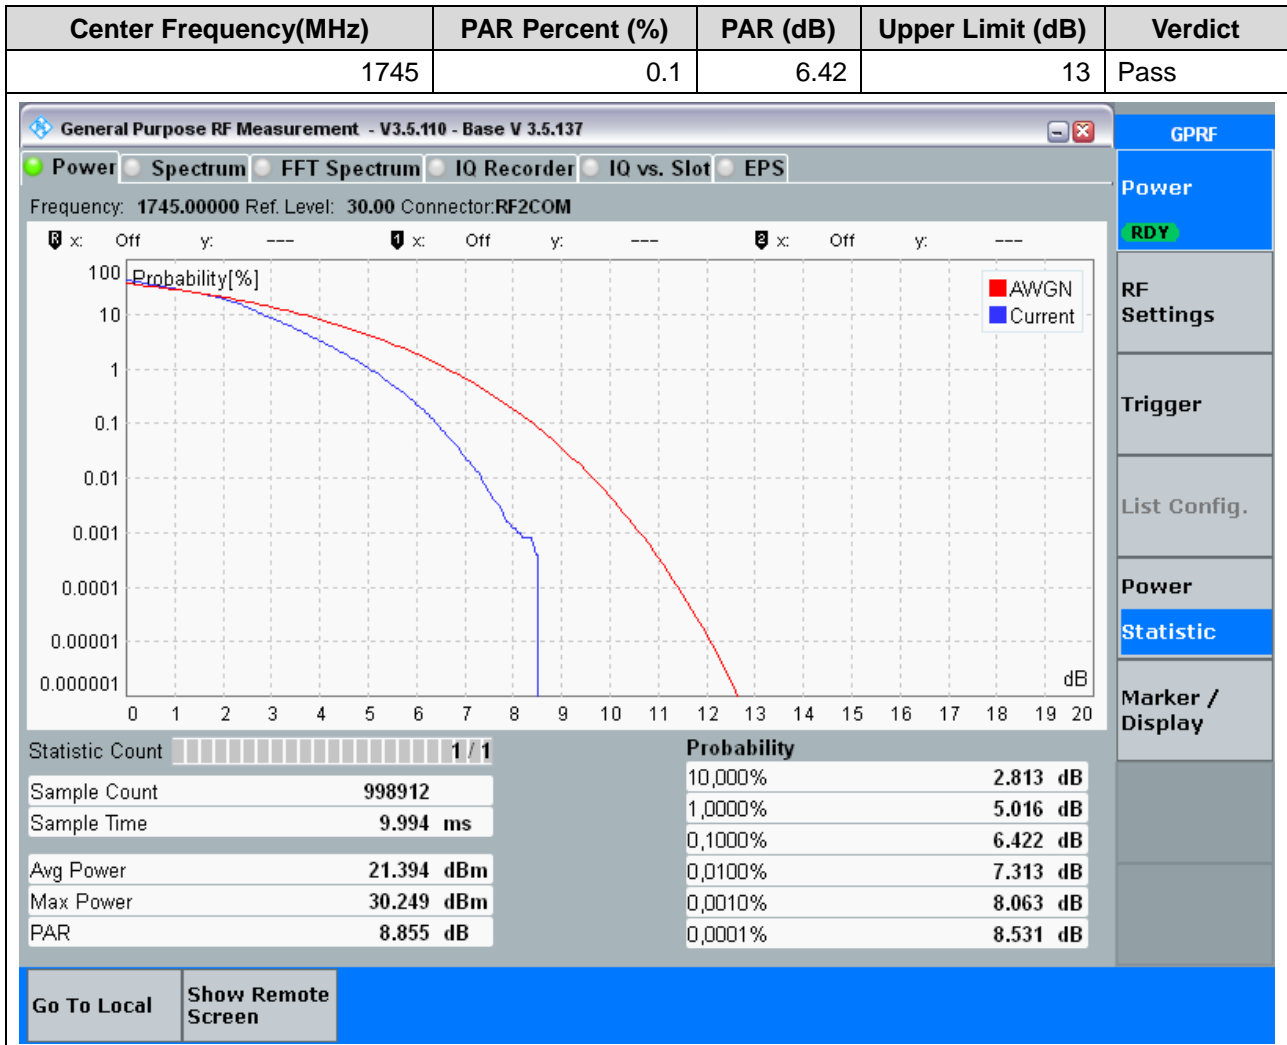 Center Frequency(MHz) PAR Percent (%) PAR (dB) Upper Limit (dB) Verdict
1745 0.1 6.42 13 Pass
General Purpose RF Measurement - V3.5.110 - Base V 3.5.137
GPRF
Power Spectrum FFT Spectrum IQ Recorder IQ vs. Slot EPS
Frequency: 1745.00000 Ref. Level: 30.00 Connector:RF2COM
R x: Off y: --- 1 x: Off y: --- 2 x: Off y: ---
Probability[%]
AWGN
Current
100
10
1
0.1
0.01
0.001
0.0001
0.00001
0.000001
dB
0 1 2 3 4 5 6 7 8 9 10 11 12 13 14 15 16 17 18 19 20
Statistic Count 1 / 1
Sample Count 998912
Sample Time 9.994 ms
Avg Power 21.394 dBm
Max Power 30.249 dBm
PAR 8.855 dB
Probability
10,000% 2.813 dB
1,0000% 5.016 dB
0,1000% 6.422 dB
0,0100% 7.313 dB
0,0010% 8.063 dB
0,0001% 8.531 dB
Power
RDY
RF
Settings
Trigger
List Config.
Power
Statistic
Marker /
Display
Go To Local
Show Remote
Screen